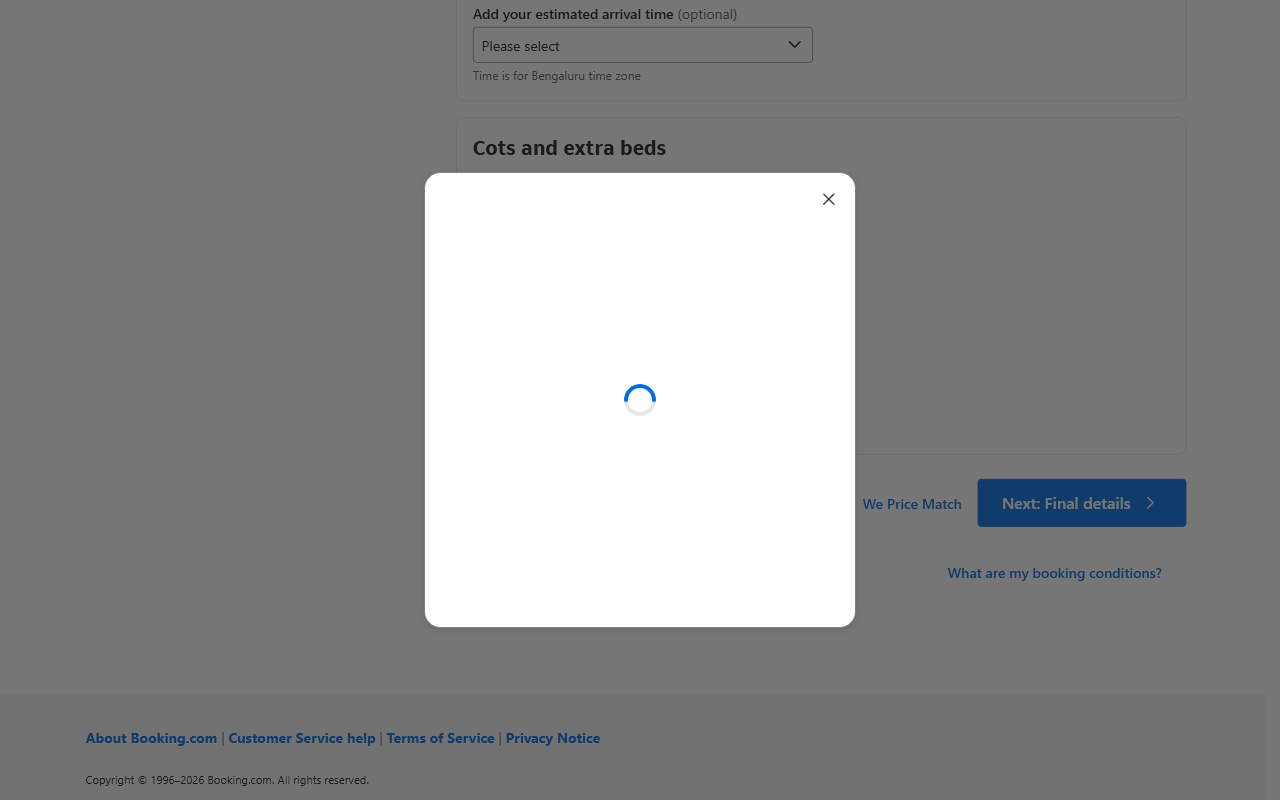 Add your estimated arrival time (optional)
Please select
Time is for Bengaluru time zone
Cots and extra beds
We Price Match
Next: Final details
What are my booking conditions?
About Booking.com | Customer Service help | Terms of Service | Privacy Notice
Copyright © 1996–2026 Booking.com. All rights reserved.